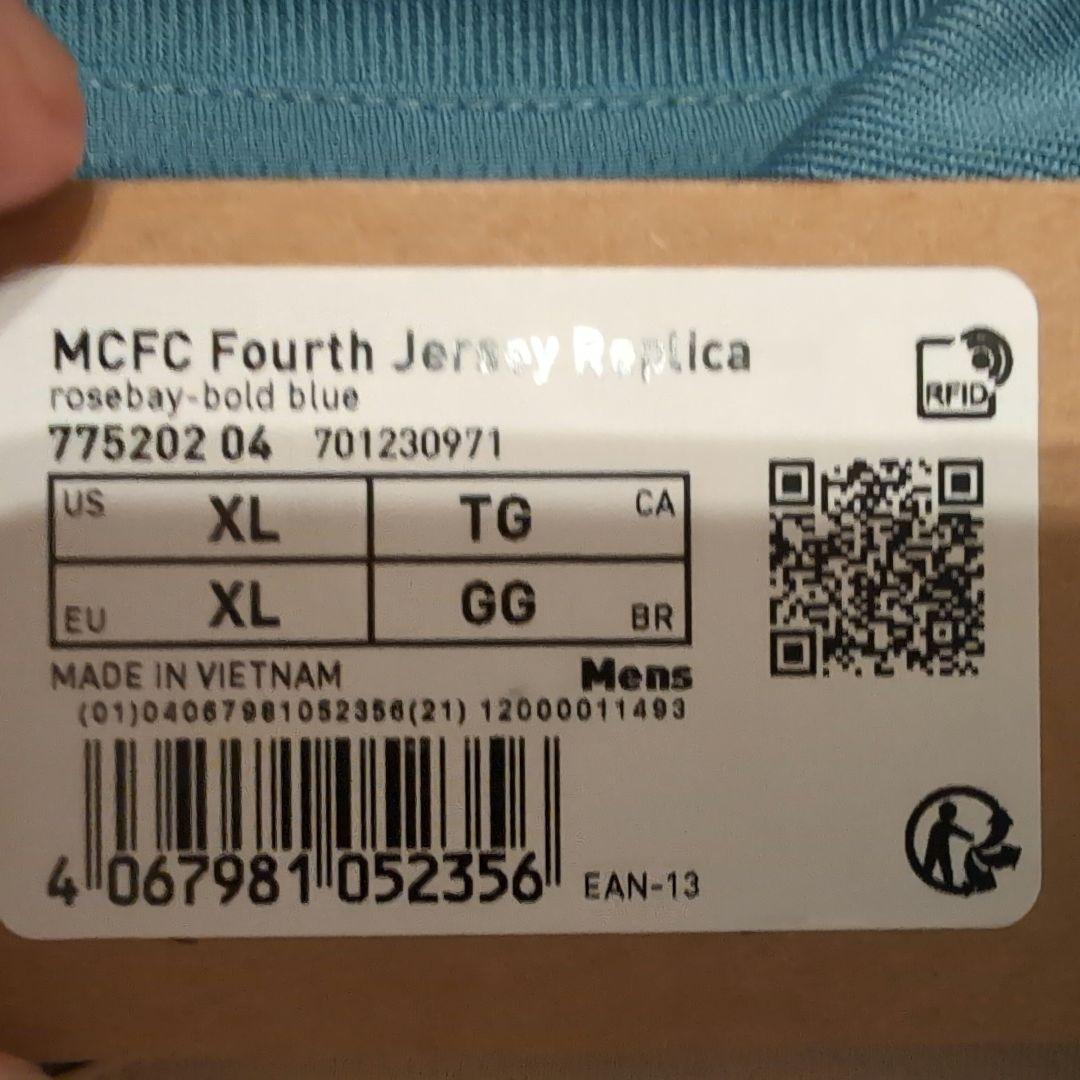 MCFC Fourth Jersey Replica
rosebay-bold blue
775202 04 701230971
RFID
US XL TG CA
EU XL GG BR
MADE IN VIETNAM Mens
(01)04067981052356(21) 12000011493
4 067981 052356 EAN-13